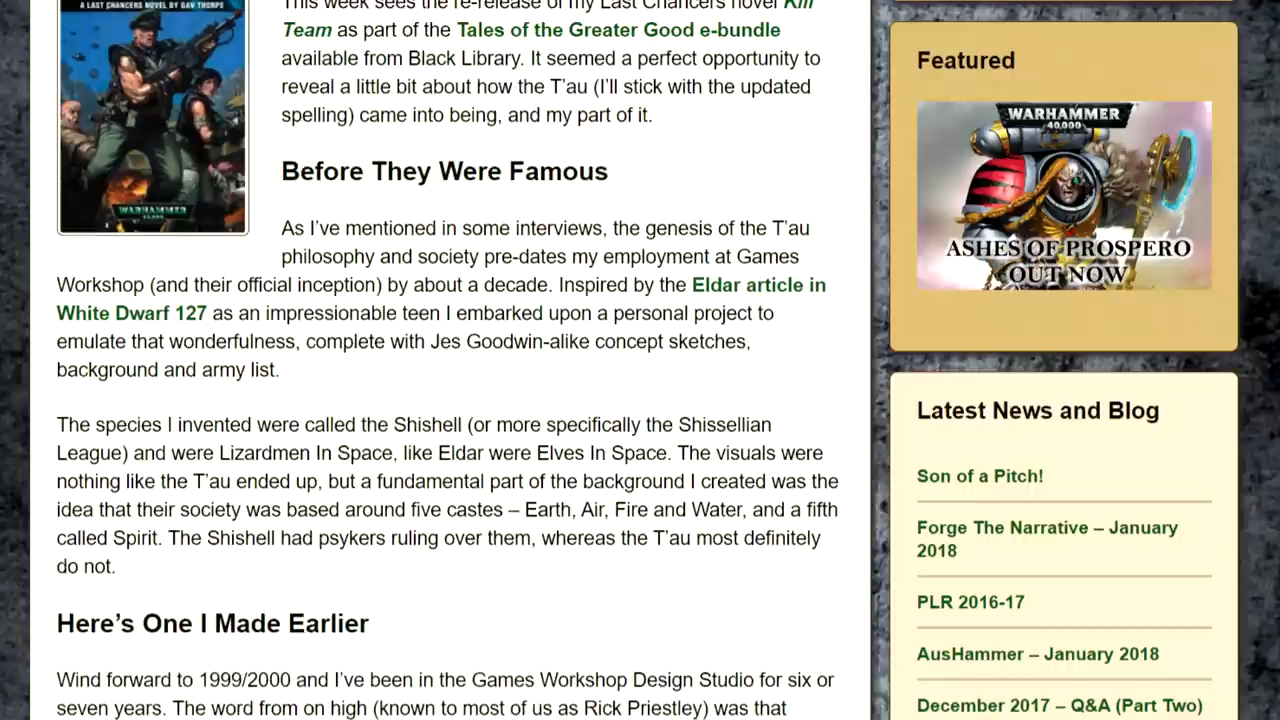 A LAST CHANCERS NOVEL BY GAV THORPE
WARHAMMER
40,000
This week sees the re-release of my Last Chancers novel Kill
Team as part of the Tales of the Greater Good e-bundle
available from Black Library. It seemed a perfect opportunity to
reveal a little bit about how the T’au (I’ll stick with the updated
spelling) came into being, and my part of it.
Before They Were Famous
As I’ve mentioned in some interviews, the genesis of the T’au
philosophy and society pre-dates my employment at Games
Workshop (and their official inception) by about a decade. Inspired by the Eldar article in
White Dwarf 127 as an impressionable teen I embarked upon a personal project to
emulate that wonderfulness, complete with Jes Goodwin-alike concept sketches,
background and army list.
The species I invented were called the Shishell (or more specifically the Shissellian
League) and were Lizardmen In Space, like Eldar were Elves In Space. The visuals were
nothing like the T’au ended up, but a fundamental part of the background I created was the
idea that their society was based around five castes – Earth, Air, Fire and Water, and a fifth
called Spirit. The Shishell had psykers ruling over them, whereas the T’au most definitely
do not.
Here’s One I Made Earlier
Wind forward to 1999/2000 and I’ve been in the Games Workshop Design Studio for six or
seven years. The word from on high (known to most of us as Rick Priestley) was that
Featured
WARHAMMER
40,000
ASHES OF PROSPERO
OUT NOW
Latest News and Blog
Son of a Pitch!
Forge The Narrative – January
2018
PLR 2016-17
AusHammer – January 2018
December 2017 – Q&A (Part Two)